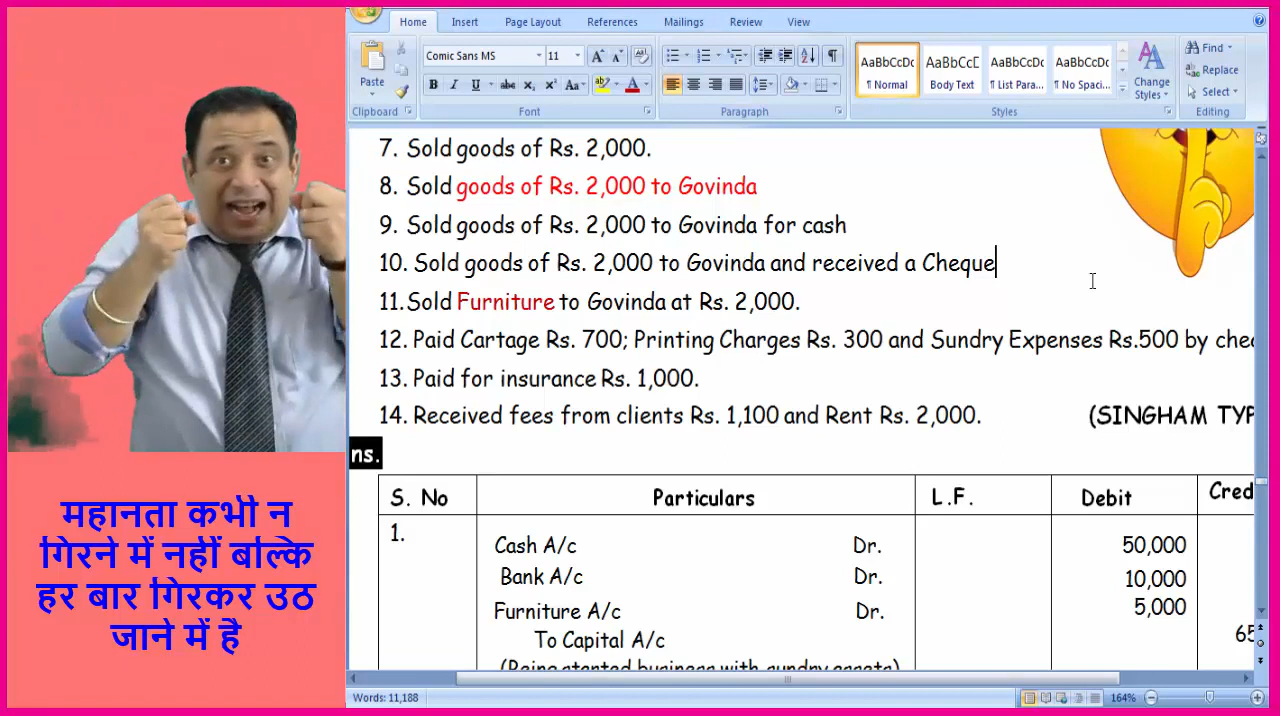 Home Insert Page Layout References Mailings Review View
Comic Sans MS 11
Paste
Clipboard Font Paragraph Styles Editing
AaBbCcDc AaBbCcD AaBbCcDc AaBbCcDc
¶ Normal Body Text ¶ List Para... ¶ No Spaci...
Change Styles
Find
Replace
Select
7. Sold goods of Rs. 2,000.
8. Sold goods of Rs. 2,000 to Govinda
9. Sold goods of Rs. 2,000 to Govinda for cash
10. Sold goods of Rs. 2,000 to Govinda and received a Cheque
11.Sold Furniture to Govinda at Rs. 2,000.
12. Paid Cartage Rs. 700; Printing Charges Rs. 300 and Sundry Expenses Rs.500 by
13. Paid for insurance Rs. 1,000.
14. Received fees from clients Rs. 1,100 and Rent Rs. 2,000. (SINGHAM TYP
ns.
S. No Particulars L.F. Debit Cred
1.
Cash A/c Dr. 50,000
Bank A/c Dr. 10,000
Furniture A/c Dr. 5,000
To Capital A/c 65
(Being started business with sundry assets)
Words: 11,188 164%
महानता कभी न
गिरने में नहीं बल्कि
हर बार गिरकर उठ
जाने में है